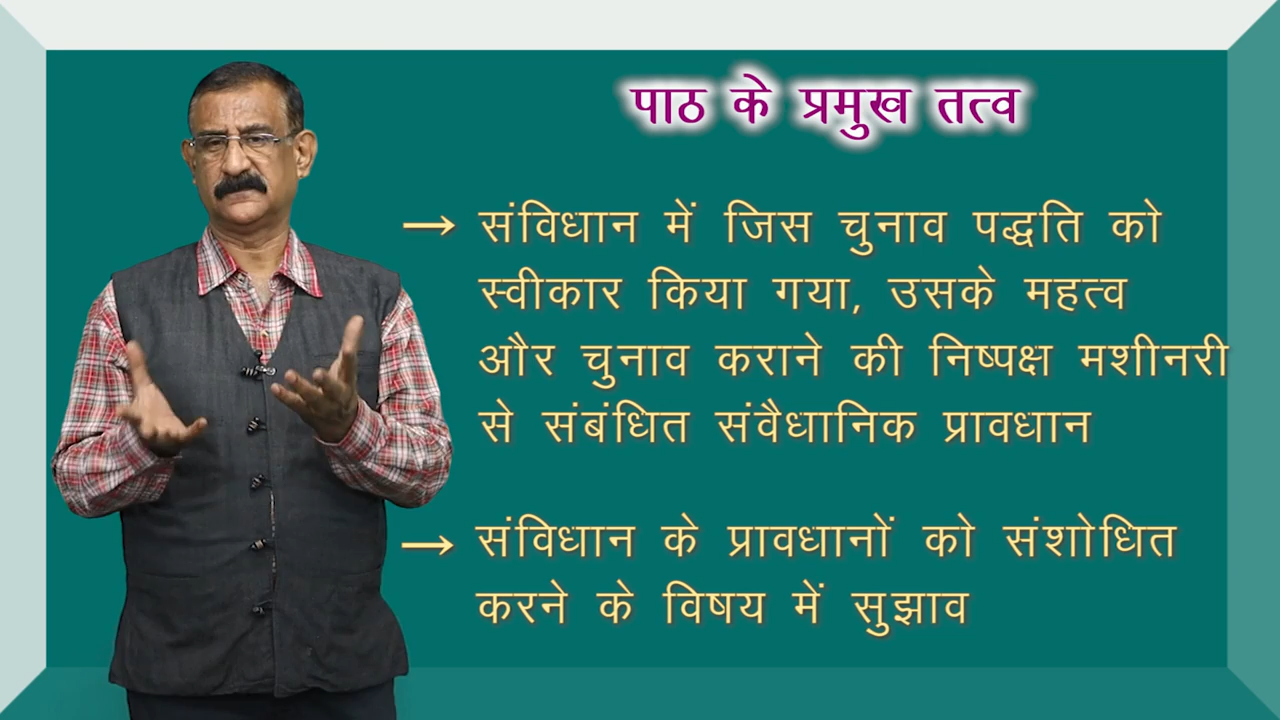 पाठ के प्रमुख तत्व
→ संविधान में जिस चुनाव पद्धति को
स्वीकार किया गया, उसके महत्व
और चुनाव कराने की निष्पक्ष मशीनरी
से संबंधित संवैधानिक प्रावधान
→ संविधान के प्रावधानों को संशोधित
करने के विषय में सुझाव